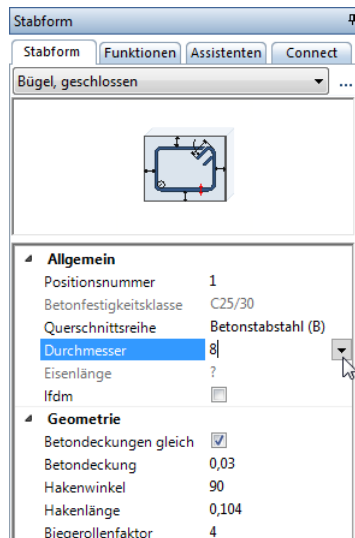 Stabform
Stabform Funktionen Assistenten Connect
Bügel, geschlossen ...
Allgemein
Positionsnummer 1
Betonfestigkeitsklasse C25/30
Querschnittsreihe Betonstabstahl (B)
Durchmesser 8
Eisenlänge ?
lfdm
Geometrie
Betondeckungen gleich
Betondeckung 0,03
Hakenwinkel 90
Hakenlänge 0,104
Biegerollenfaktor 4